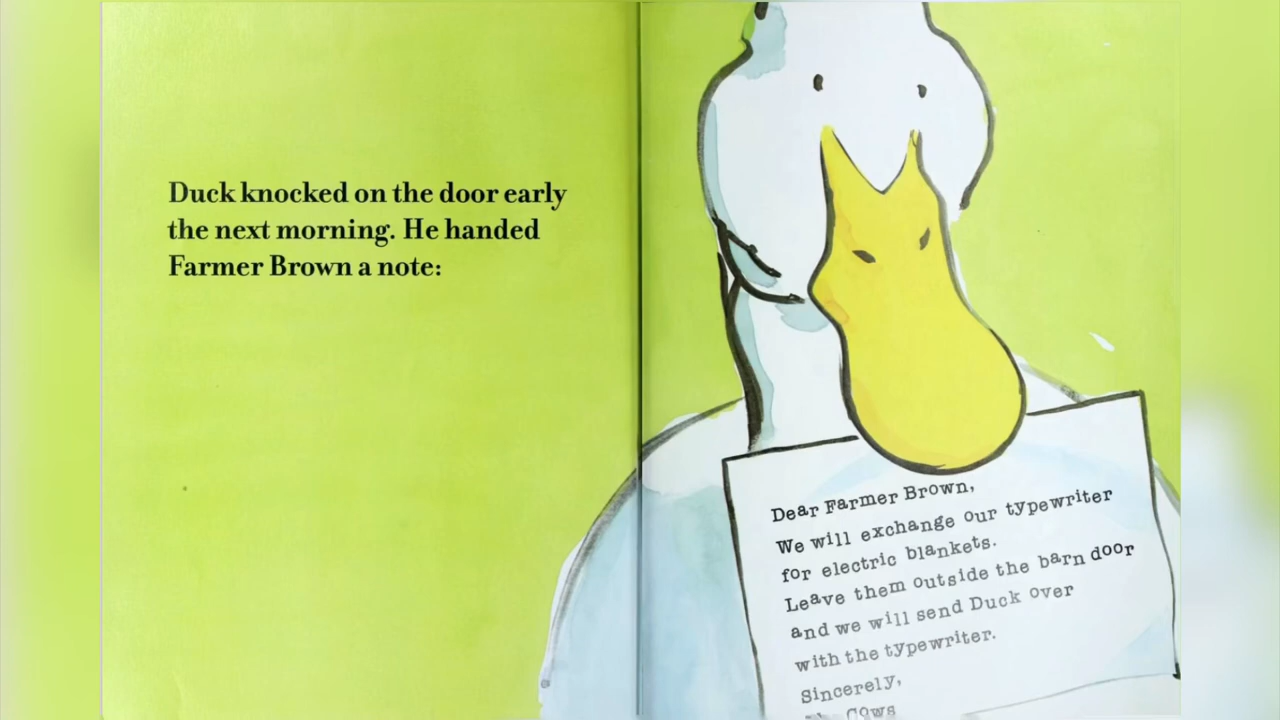 Duck knocked on the door early
the next morning. He handed
Farmer Brown a note:
Dear Farmer Brown,
We will exchange our typewriter
for electric blankets.
Leave them outside the barn door
and we will send Duck over
with the typewriter.
Sincerely,
Cows